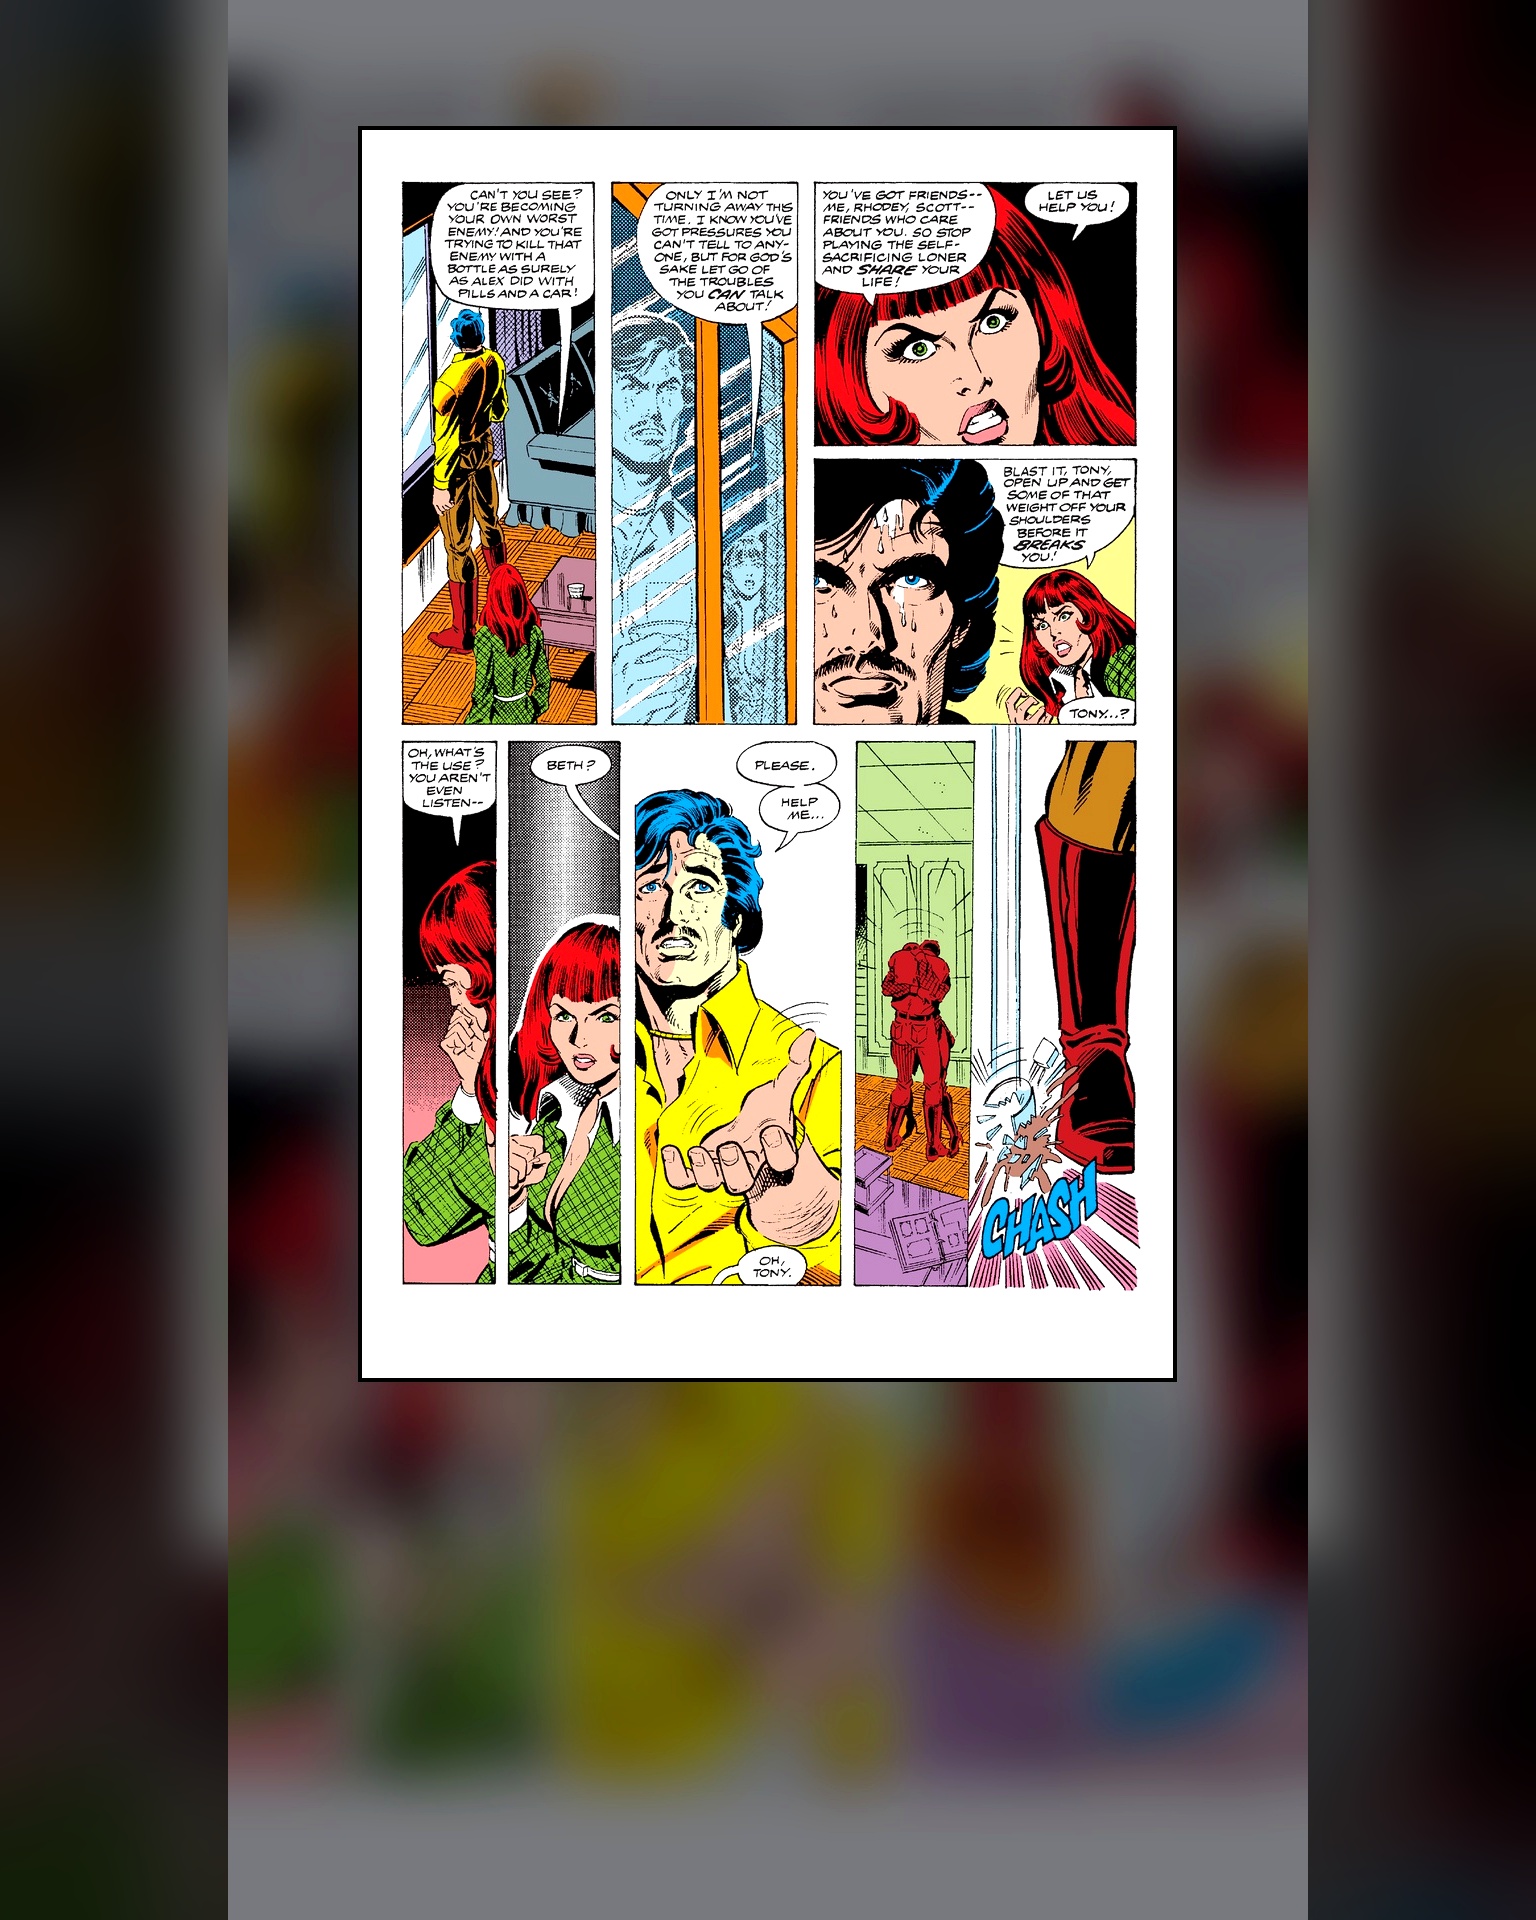 CAN'T YOU SEE?
YOU'RE BECOMING
YOUR OWN WORST
ENEMY! AND YOU'RE
TRYING TO KILL THAT
ENEMY WITH A
BOTTLE AS SURELY
AS ALEX DID WITH
PILLS AND A CAR!
ONLY I'M NOT
TURNING AWAY THIS
TIME. I KNOW YOU'VE
GOT PRESSURES YOU
CAN'T TELL TO ANY-
ONE, BUT FOR GOD'S
SAKE LET GO OF
THE TROUBLES
YOU CAN TALK
ABOUT!
YOU'VE GOT FRIENDS--
ME, RHODEY, SCOTT--
FRIENDS WHO CARE
ABOUT YOU. SO STOP
PLAYING THE SELF-
SACRIFICING LONER
AND SHARE YOUR
LIFE!
LET US
HELP YOU!
BLAST IT, TONY,
OPEN UP AND GET
SOME OF THAT
WEIGHT OFF YOUR
SHOULDERS
BEFORE IT
BREAKS
YOU!
TONY...?
OH, WHAT'S
THE USE?
YOU AREN'T
EVEN
LISTEN--
BETH?
PLEASE.
HELP
ME...
OH,
TONY.
CHASH